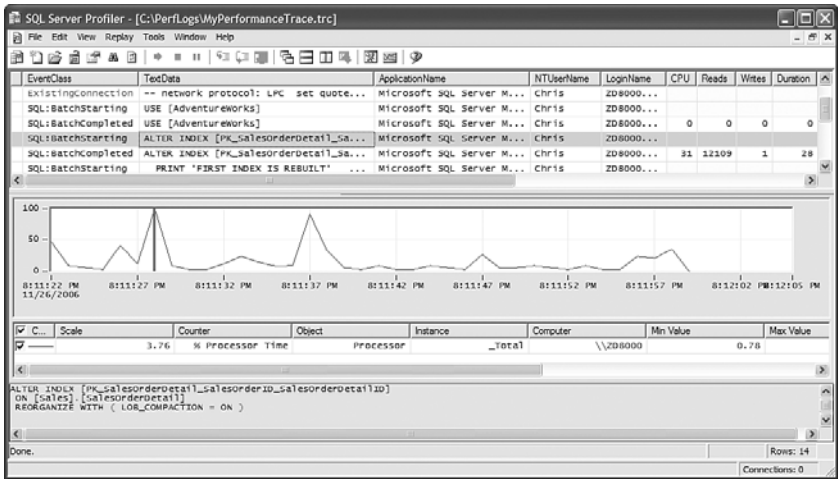 SQL Server Profiler - [C:\PerfLogs\MyPerformanceTrace.trc]
File Edit View Replay Tools Window Help
EventClass TextData ApplicationName NTUserName LoginName CPU Reads Writes Duration
ExistingConnection -- network protocol: LPC set quote... Microsoft SQL Server M... Chris ZD8000...
SQL:BatchStarting USE [AdventureWorks] Microsoft SQL Server M... Chris ZD8000...
SQL:BatchCompleted USE [AdventureWorks] Microsoft SQL Server M... Chris ZD8000... 0 0 0 0
SQL:BatchStarting ALTER INDEX [PK_SalesOrderDetail_Sa... Microsoft SQL Server M... Chris ZD8000...
SQL:BatchCompleted ALTER INDEX [PK_SalesOrderDetail_Sa... Microsoft SQL Server M... Chris ZD8000... 31 12109 1 28
SQL:BatchStarting PRINT 'FIRST INDEX IS REBUILT' ... Microsoft SQL Server M... Chris ZD8000...
100
50
0
8:11:22 PM 8:11:27 PM 8:11:32 PM 8:11:37 PM 8:11:42 PM 8:11:47 PM 8:11:52 PM 8:11:57 PM 8:12:02 PM 8:12:05 PM
11/26/2006
C... Scale Counter Object Instance Computer Min Value Max Value
3.76 % Processor Time Processor _Total \\ZD8000 0.78
ALTER INDEX [PK_SalesOrderDetail_SalesOrderID_SalesOrderDetailID]
ON [Sales].[SalesOrderDetail]
REORGANIZE WITH ( LOB_COMPACTION = ON )
Done. Rows: 14
Connections: 0